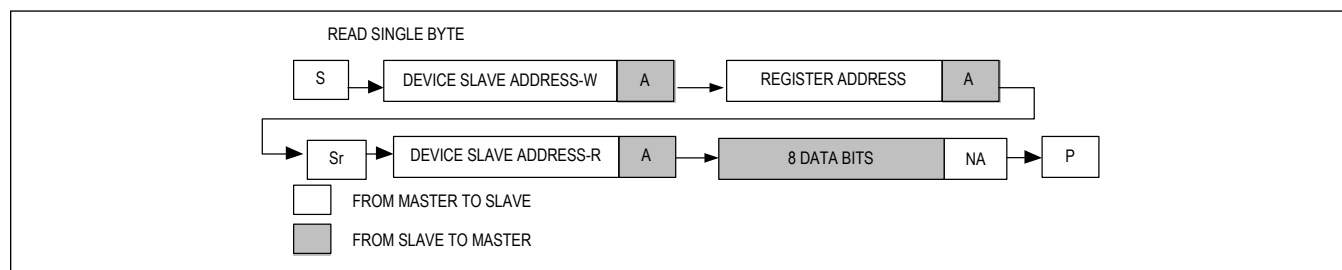 READ SINGLE BYTE
S DEVICE SLAVE ADDRESS-W A REGISTER ADDRESS A
Sr DEVICE SLAVE ADDRESS-R A 8 DATA BITS NA P
FROM MASTER TO SLAVE
FROM SLAVE TO MASTER